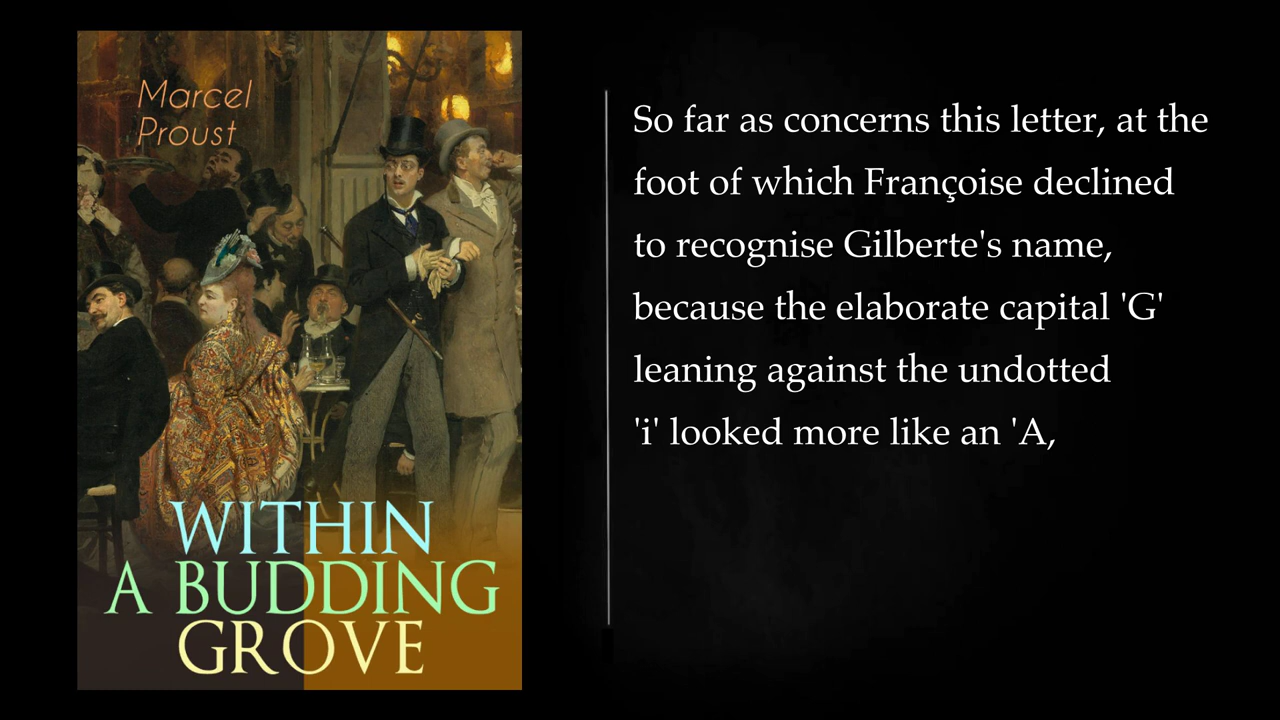 Marcel
Proust
WITHIN
A BUDDING
GROVE
So far as concerns this letter, at the
foot of which Françoise declined
to recognise Gilberte's name,
because the elaborate capital 'G'
leaning against the undotted
'i' looked more like an 'A,